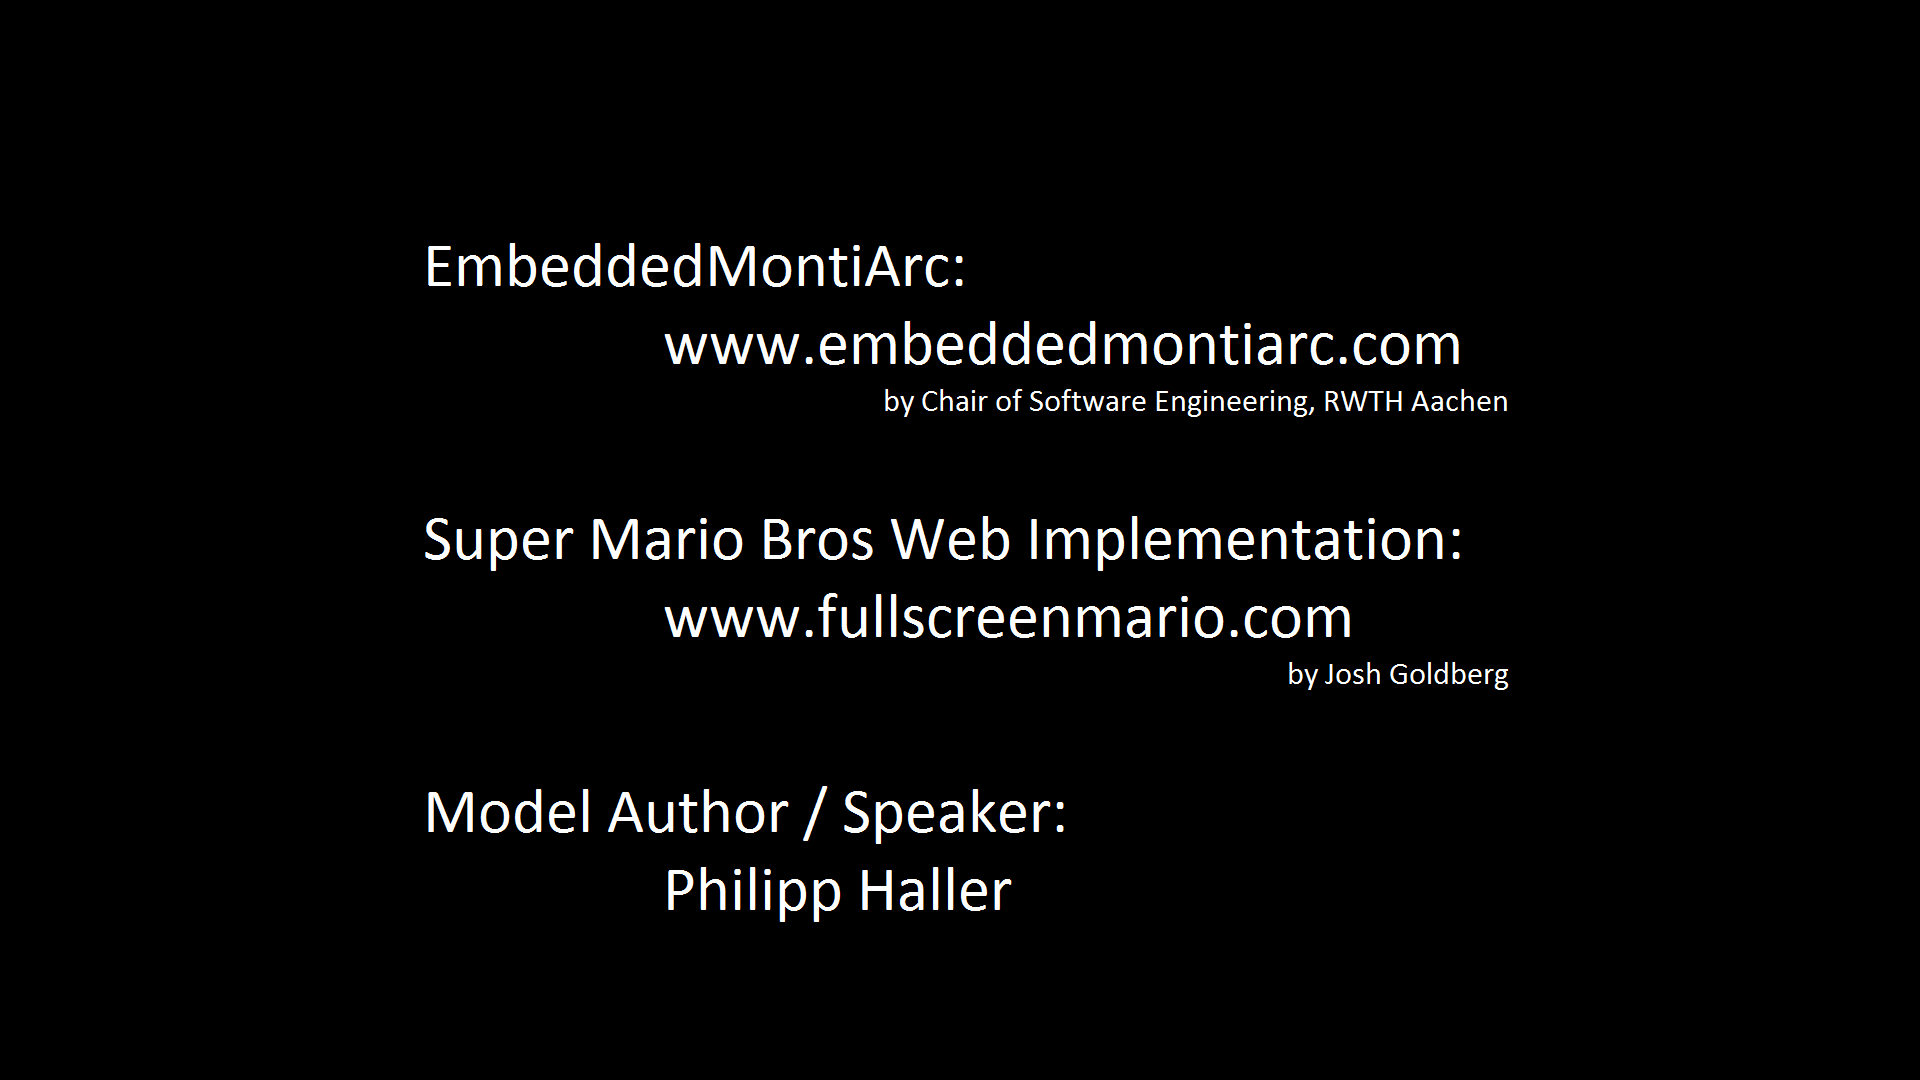 EmbeddedMontiArc:
www.embeddedmontiarc.com
by Chair of Software Engineering, RWTH Aachen
Super Mario Bros Web Implementation:
www.fullscreenmario.com
by Josh Goldberg
Model Author / Speaker:
Philipp Haller